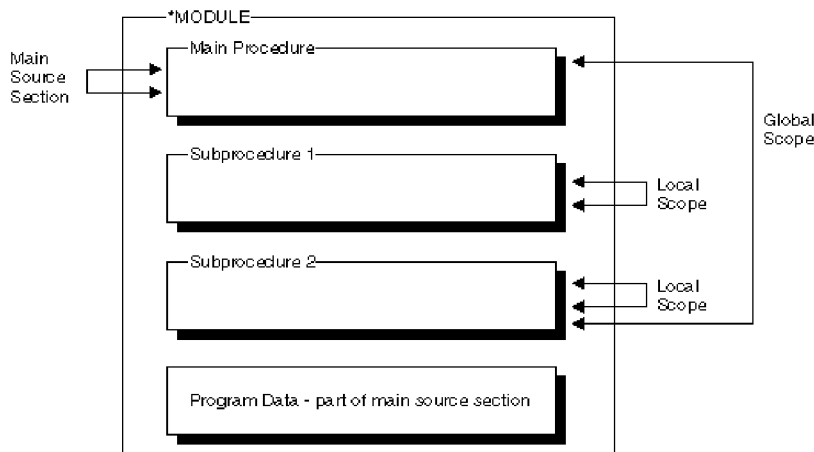 *MODULE
Main Procedure
Main
Source
Section
Global
Scope
Subprocedure 1
Local
Scope
Subprocedure 2
Local
Scope
Program Data - part of main source section